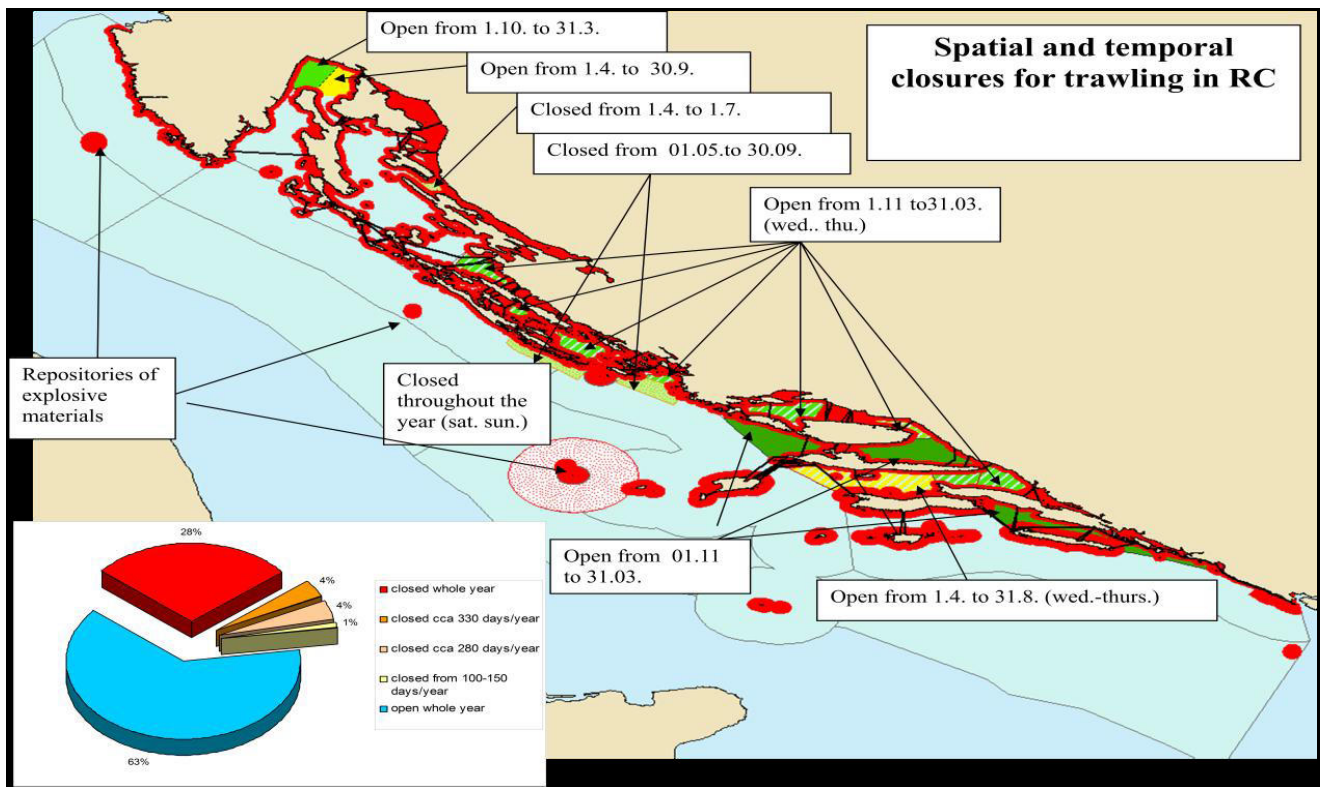 Open from 1.10. to 31.3.
Spatial and temporal
closures for trawling in RC
Open from 1.4. to  30.9.
Closed from 1.4. to 1.7.
Closed from  01.05.to 30.09.
Open from 1.11 to31.03.
(wed.. thu.)
Repositories of
explosive
materials
Closed
throughout the
year (sat. sun.)
Open from  01.11
to 31.03.
Open from 1.4. to 31.8. (wed.-thurs.)
28%
4%
4%
1%
63%
closed whole year
closed cca 330 days/year
closed cca 280 days/year
closed from 100-150
days/year
open whole year